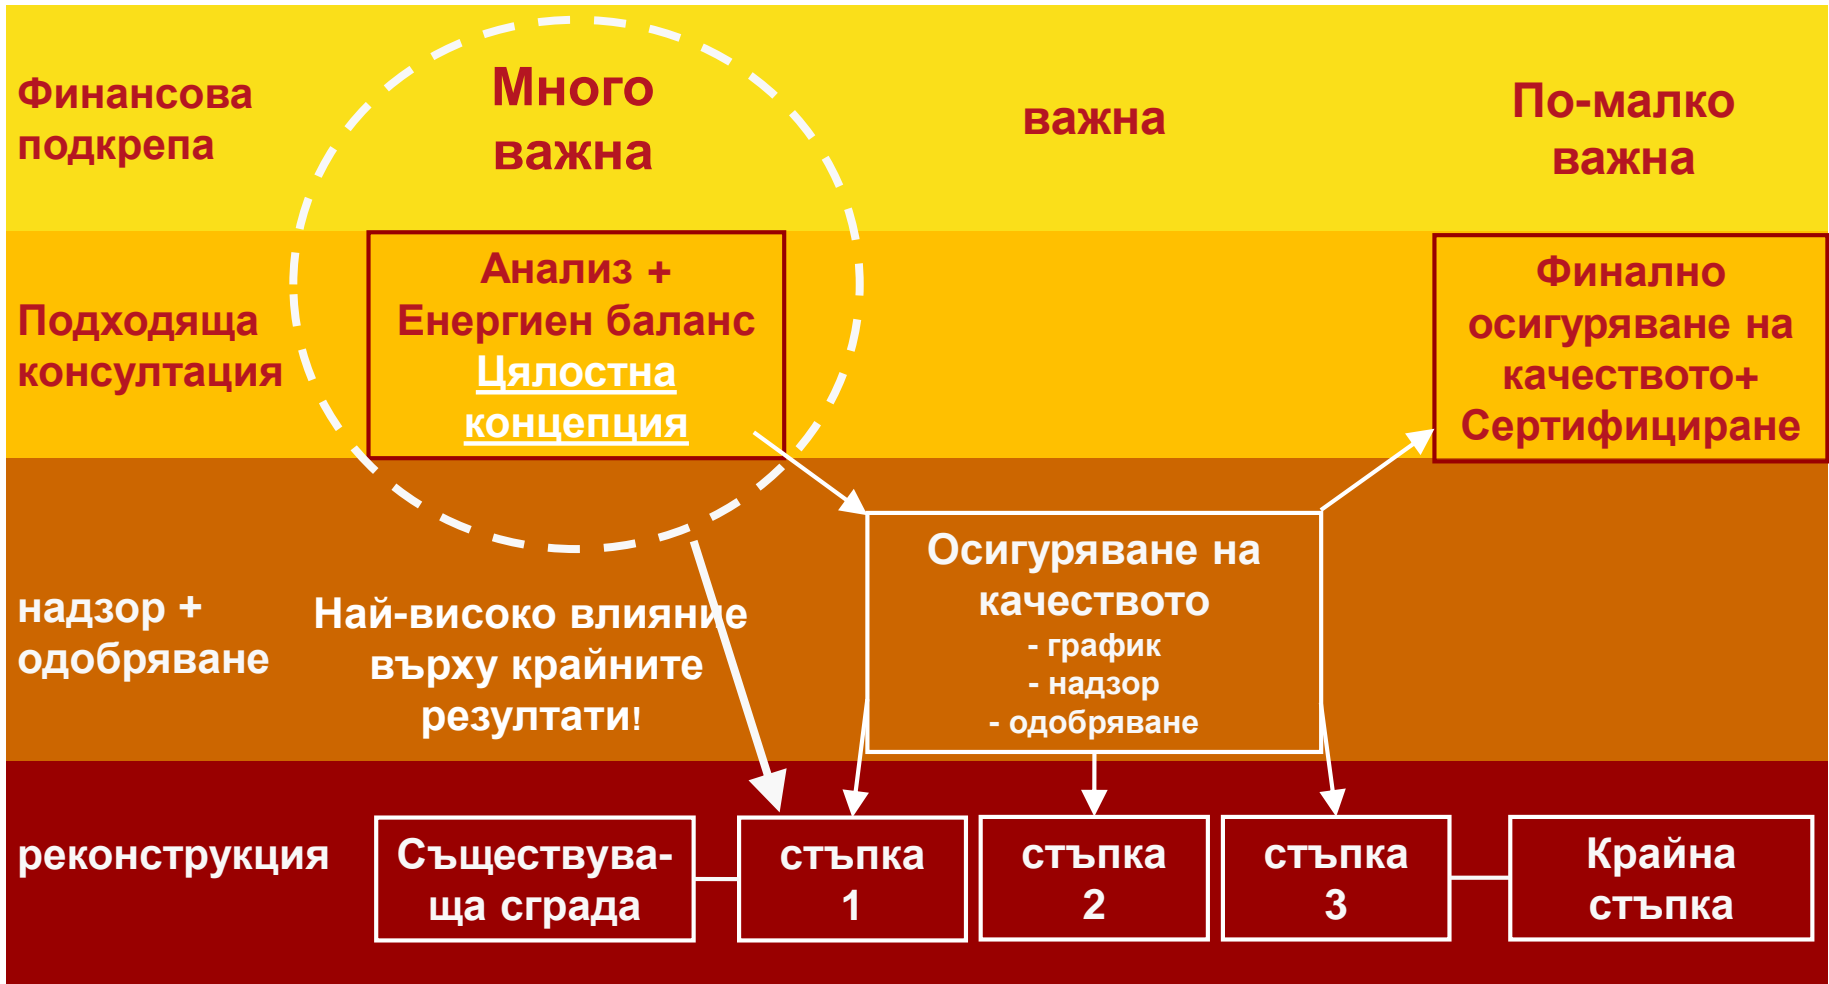 Финансова
подкрепа
Много
важна
важна
По-малко
важна
Подходяща
консултация
Анализ +
Енергиен баланс
Цялостна
концепция
Финално
осигуряване на
качеството+
Сертифициране
надзор +
одобряване
Най-високо влияние
върху крайните
резултати!
Осигуряване на
качеството
- график
- надзор
- одобряване
реконструкция
Съществува-
ща сграда
стъпка
1
стъпка
2
стъпка
3
Крайна
стъпка